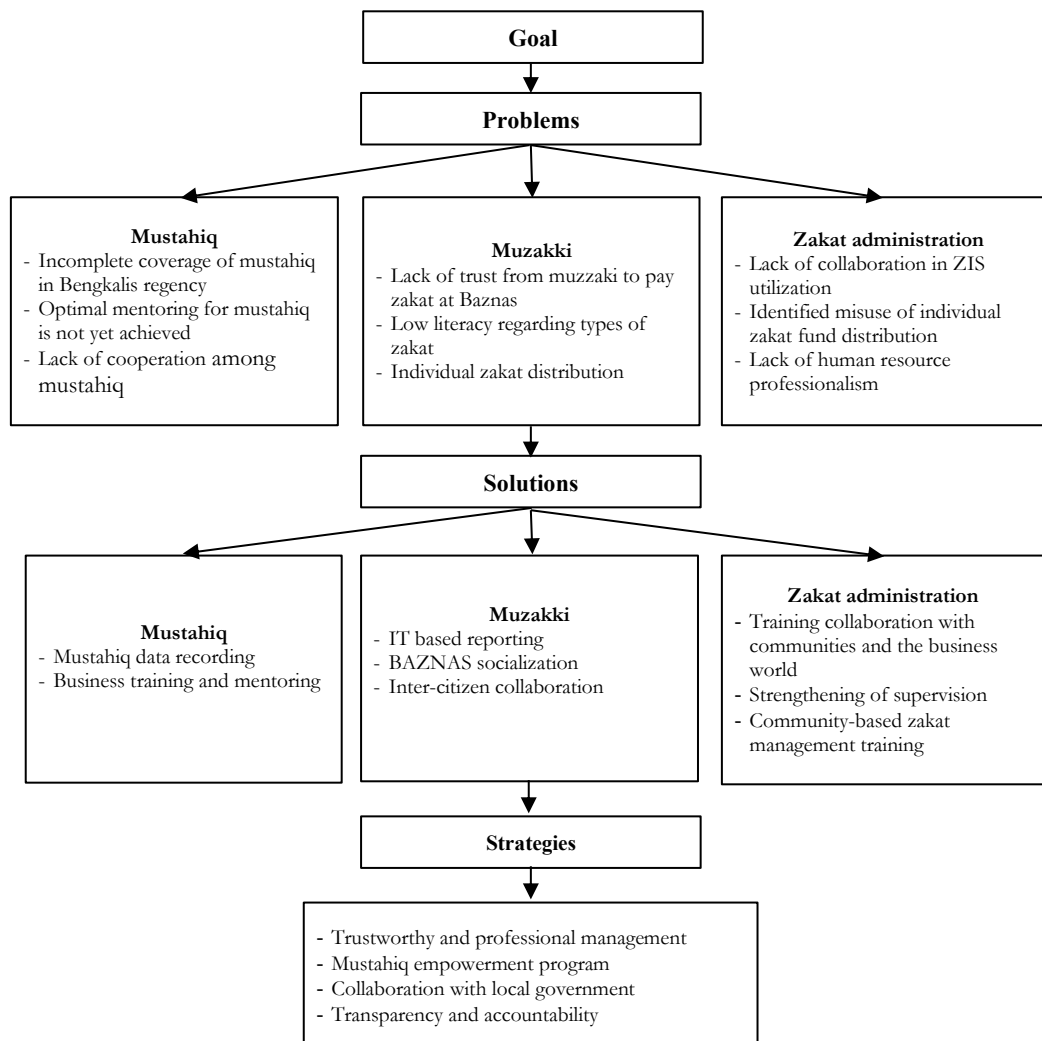 Goal
Problems
Mustahiq
- Incomplete coverage of mustahiq
in Bengkalis regency
- Optimal mentoring for mustahiq
is not yet achieved
- Lack of cooperation among
mustahiq
Muzakki
- Lack of trust from muzzaki to pay
zakat at Baznas
- Low literacy regarding types of
zakat
- Individual zakat distribution
Zakat administration
- Lack of collaboration in ZIS
utilization
- Identified misuse of individual
zakat fund distribution
- Lack of human resource
professionalism
Solutions
Mustahiq
- Mustahiq data recording
- Business training and mentoring
Muzakki
- IT based reporting
- BAZNAS socialization
- Inter-citizen collaboration
Zakat administration
- Training collaboration with
communities and the business
world
- Strengthening of supervision
- Community-based zakat
management training
Strategies
- Trustworthy and professional management
- Mustahiq empowerment program
- Collaboration with local government
- Transparency and accountability